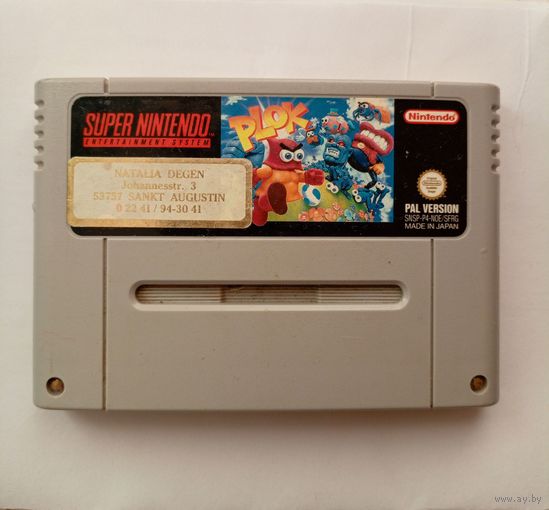 SUPER NINTENDO
ENTERTAINMENT SYSTEM
NATALIA DEGEN
Johannesstr. 3
53757 SANKT AUGUSTIN
0 22 41 / 94-30 41
PLOK
Nintendo
PAL VERSION
SNSP-P4-NOE/SFRG
MADE IN JAPAN
www.ay.by